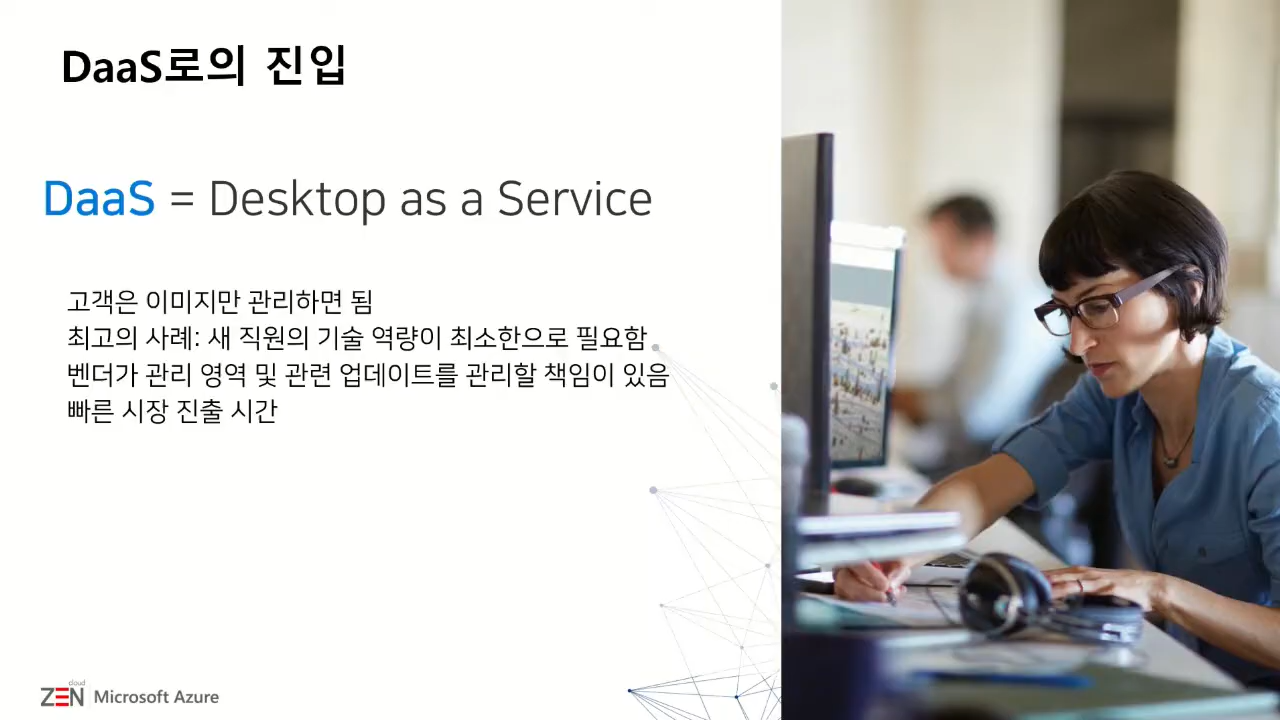 DaaS로의 진입
DaaS = Desktop as a Service
고객은 이미지만 관리하면 됨
최고의 사례: 새 직원의 기술 역량이 최소한으로 필요함
벤더가 관리 영역 및 관련 업데이트를 관리할 책임이 있음
빠른 시장 진출 시간
cloud
ZEN Microsoft Azure